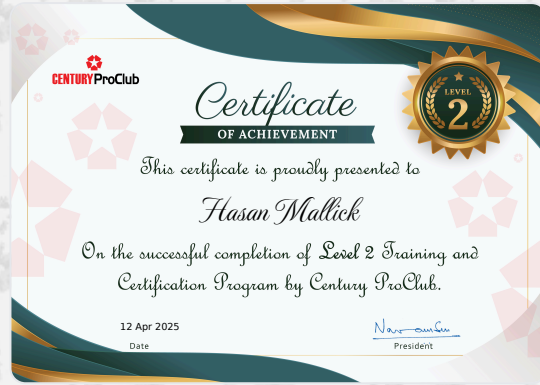 CENTURY ProClub
Certificate
OF ACHIEVEMENT
LEVEL
2
This certificate is proudly presented to
Hasan Mallick
On the successful completion of Level 2 Training and
Certification Program by Century ProClub.
12 Apr 2025
Date
President